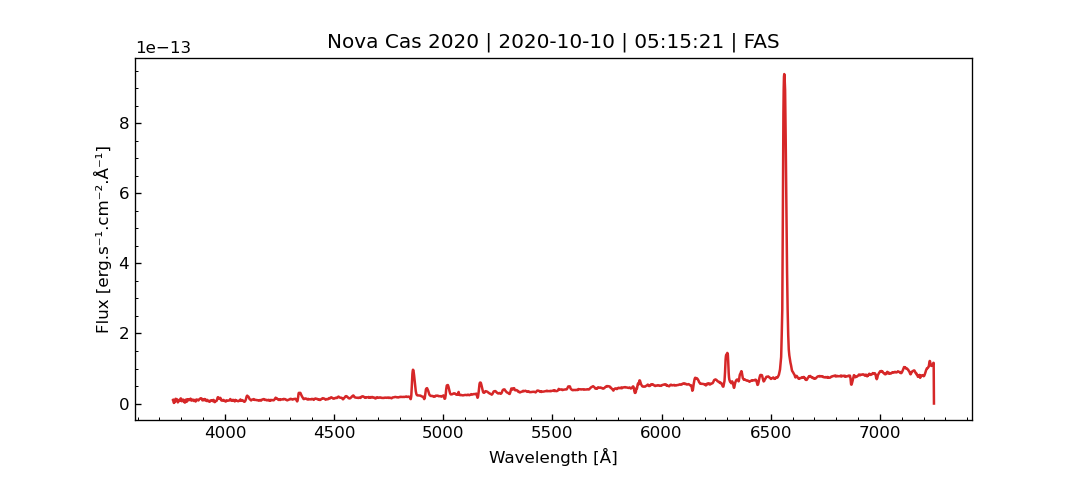 Nova Cas 2020 | 2020-10-10 | 05:15:21 | FAS
1e−13
8
6
4
2
0
Flux [erg.s⁻¹.cm⁻².Å⁻¹]
4000 4500 5000 5500 6000 6500 7000
Wavelength [Å]